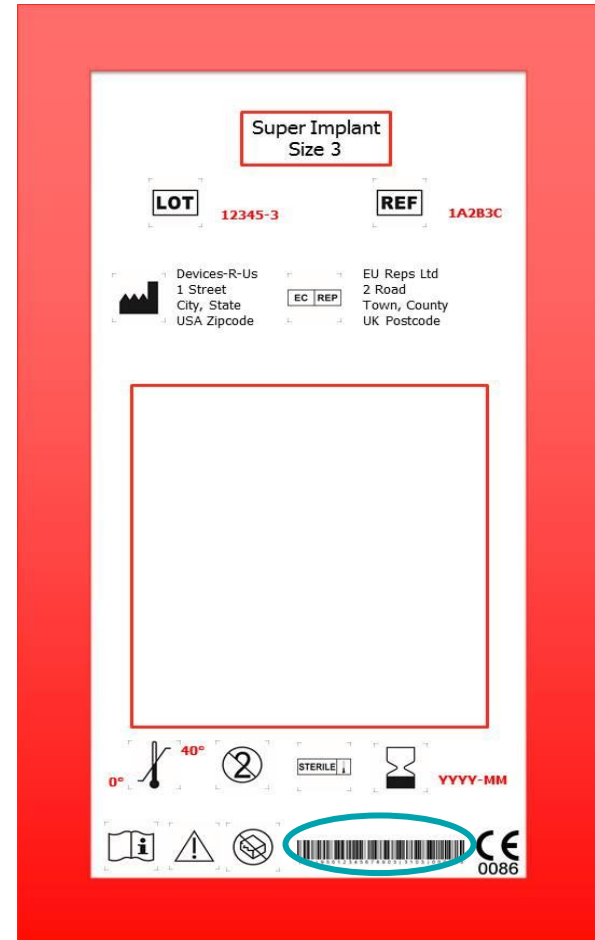 Super Implant
Size 3
LOT 12345-3
REF 1A2B3C
Devices-R-Us
1 Street
City, State
USA Zipcode
EC REP
EU Reps Ltd
2 Road
Town, County
UK Postcode
0° 40°
2
STERILE
YYYY-MM
i
CE
0086